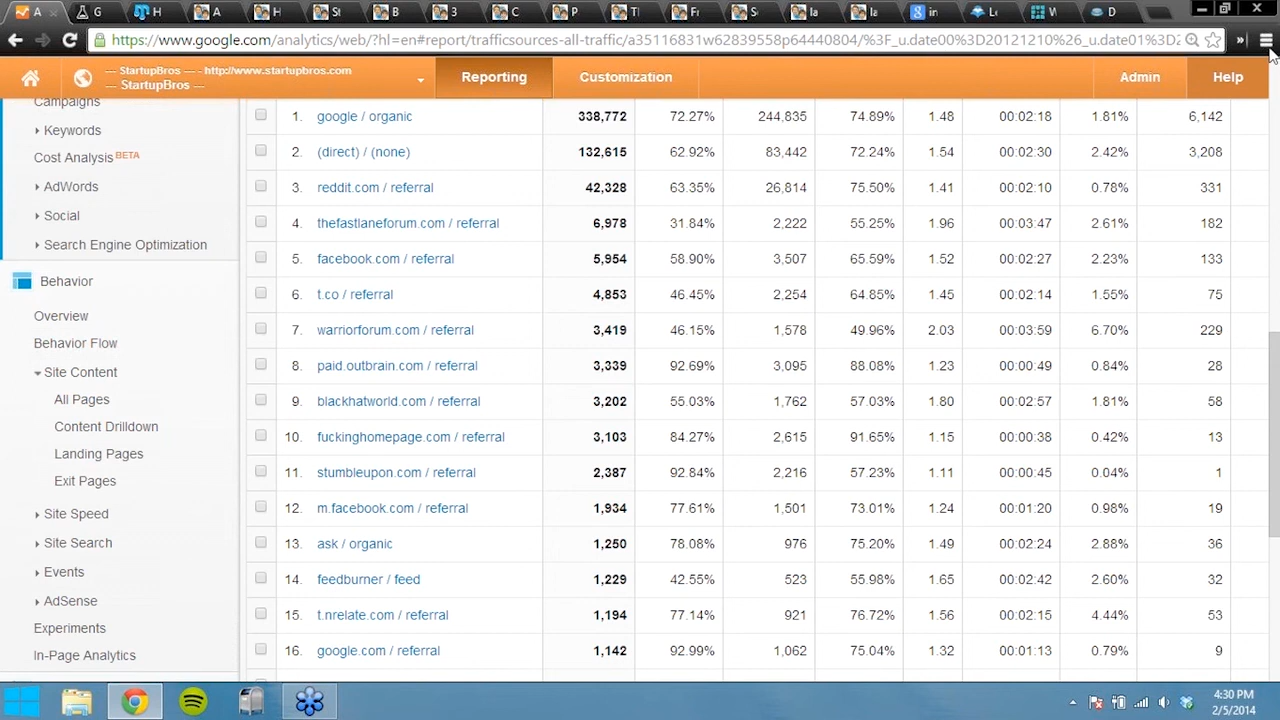 A
G
H
A
H
St
B
3
C
P
Fr
S
in
W
D
https://www.google.com/analytics/web/?hl=en#report/trafficsources-all-traffic/a35116831w62839558p64440804/%3F_u.date00%3D20121210%26_u.date01%3D
— StartupBros — - http://www.startupbros.com
— StartupBros —
Reporting
Customization
Admin
Help
Campaigns
Keywords
Cost Analysis BETA
AdWords
Social
Search Engine Optimization
Behavior
Overview
Behavior Flow
Site Content
All Pages
Content Drilldown
Landing Pages
Exit Pages
Site Speed
Site Search
Events
AdSense
Experiments
In-Page Analytics
1. google / organic 338,772 72.27% 244,835 74.89% 1.48 00:02:18 1.81% 6,142
2. (direct) / (none) 132,615 62.92% 83,442 72.24% 1.54 00:02:30 2.42% 3,208
3. reddit.com / referral 42,328 63.35% 26,814 75.50% 1.41 00:02:10 0.78% 331
4. thefastlaneforum.com / referral 6,978 31.84% 2,222 55.25% 1.96 00:03:47 2.61% 182
5. facebook.com / referral 5,954 58.90% 3,507 65.59% 1.52 00:02:27 2.23% 133
6. t.co / referral 4,853 46.45% 2,254 64.85% 1.45 00:02:14 1.55% 75
7. warriorforum.com / referral 3,419 46.15% 1,578 49.96% 2.03 00:03:59 6.70% 229
8. paid.outbrain.com / referral 3,339 92.69% 3,095 88.08% 1.23 00:00:49 0.84% 28
9. blackhatworld.com / referral 3,202 55.03% 1,762 57.03% 1.80 00:02:57 1.81% 58
10. fuckinghomepage.com / referral 3,103 84.27% 2,615 91.65% 1.15 00:00:38 0.42% 13
11. stumbleupon.com / referral 2,387 92.84% 2,216 57.23% 1.11 00:00:45 0.04% 1
12. m.facebook.com / referral 1,934 77.61% 1,501 73.01% 1.24 00:01:20 0.98% 19
13. ask / organic 1,250 78.08% 976 75.20% 1.49 00:02:24 2.88% 36
14. feedburner / feed 1,229 42.55% 523 55.98% 1.65 00:02:42 2.60% 32
15. t.nrelate.com / referral 1,194 77.14% 921 76.72% 1.56 00:02:15 4.44% 53
16. google.com / referral 1,142 92.99% 1,062 75.04% 1.32 00:01:13 0.79% 9
4:30 PM
2/5/2014